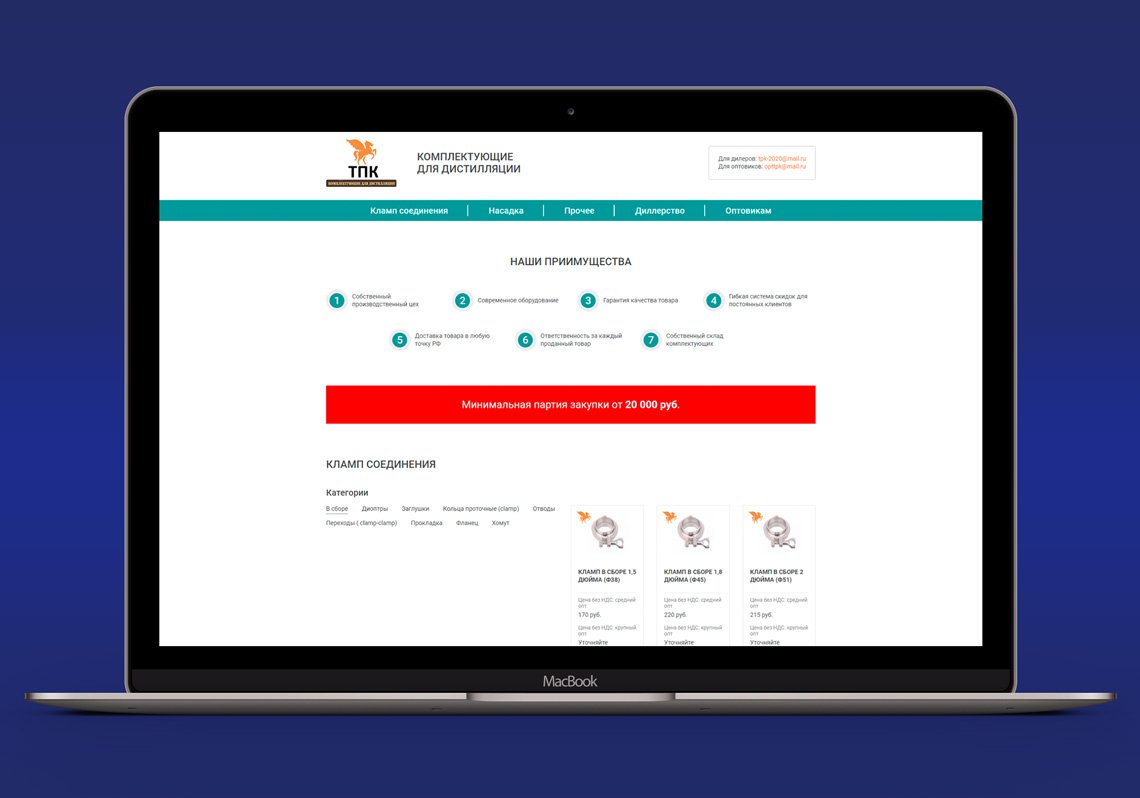 ТПК
КОМПЛЕКТУЮЩИЕ ДЛЯ ДИСТИЛЛЯЦИИ
КОМПЛЕКТУЮЩИЕ
ДЛЯ ДИСТИЛЛЯЦИИ
Для дилеров: tpk-2020@mail.ru
Для оптовиков: opttpk@mail.ru
Кламп соединения
Насадка
Прочее
Диллерство
Оптовикам
НАШИ ПРИИМУЩЕСТВА
1 Собственный
производственный цех
2 Современное оборудование
3 Гарантия качества товара
4 Гибкая система скидок для
постоянных клиентов
5 Доставка товара в любую
точку РФ
6 Ответственность за каждый
проданный товар
7 Собственный склад
комплектующих
Минимальная партия закупки от 20 000 руб.
КЛАМП СОЕДИНЕНИЯ
Категории
В сборе Диоптры Заглушки Кольца проточные (clamp) Отводы
Переходы ( clamp-clamp) Прокладка Фланец Хомут
КЛАМП В СБОРЕ 1,5
ДЮЙМА (Ф38)
Цена без НДС: средний
опт
170 руб.
Цена без НДС: крупный
опт
Уточняйте
КЛАМП В СБОРЕ 1,8
ДЮЙМА (Ф45)
Цена без НДС: средний
опт
220 руб.
Цена без НДС: крупный
опт
Уточняйте
КЛАМП В СБОРЕ 2
ДЮЙМА (Ф51)
Цена без НДС: средний
опт
215 руб.
Цена без НДС: крупный
опт
Уточняйте
MacBook